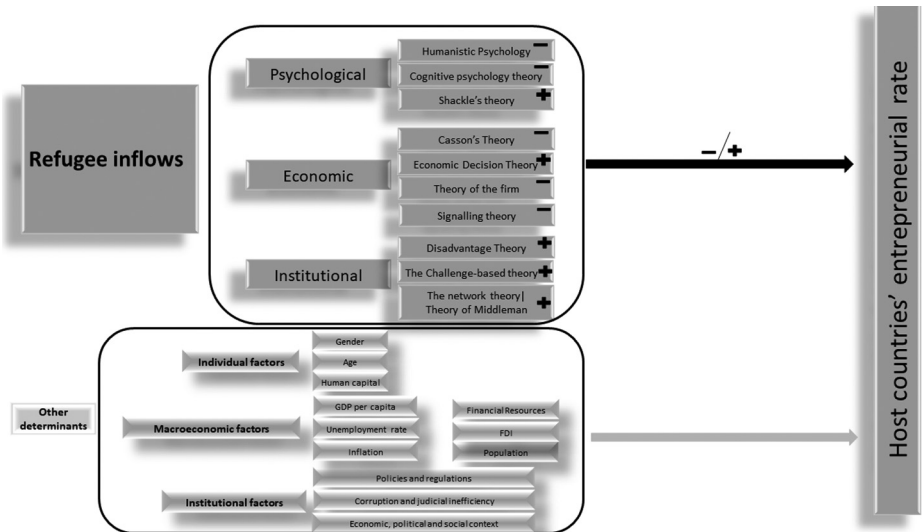 Refugee inflows
Psychological
Humanistic Psychology −
Cognitive psychology theory −
Shackle's theory +
Economic
Casson's Theory −
Economic Decision Theory +
Theory of the firm −
Signalling theory −
Institutional
Disadvantage Theory +
The Challenge-based theory +
The network theory|
Theory of Middleman +
−/+
Host countries' entrepreneurial rate
Other
determinants
Individual factors
Gender
Age
Human capital
Macroeconomic factors
GDP per capita
Unemployment rate
Inflation
Financial Resources
FDI
Population
Institutional factors
Policies and regulations
Corruption and judicial inefficiency
Economic, political and social context